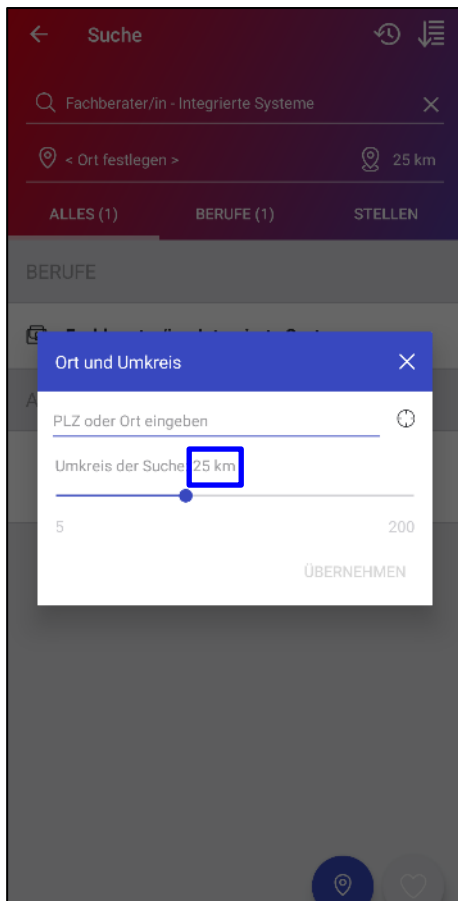 Suche
Fachberater/in - Integrierte Systeme
< Ort festlegen >
25 km
ALLES (1)
BERUFE (1)
STELLEN
BERUFE
Ort und Umkreis
PLZ oder Ort eingeben
Umkreis der Suche 25 km
5
200
ÜBERNEHMEN